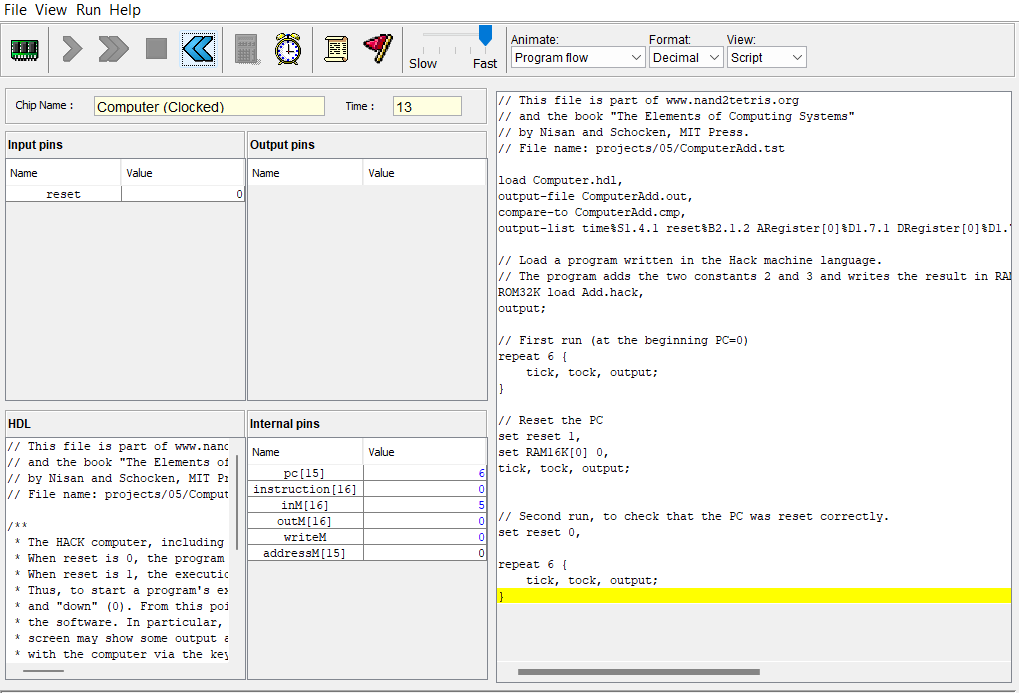 File View Run Help
Animate: Format: View:
Slow Fast Program flow Decimal Script
Chip Name : Computer (Clocked) Time : 13
Input pins
Name Value
reset 0
Output pins
Name Value
HDL
// This file is part of www.nand
// and the book "The Elements of
// by Nisan and Schocken, MIT Pr
// File name: projects/05/Comput
/**
* The HACK computer, including
* When reset is 0, the program
* When reset is 1, the executio
* Thus, to start a program's ex
* and "down" (0). From this poi
* the software. In particular,
* screen may show some output a
* with the computer via the key
Internal pins
Name Value
pc[15] 6
instruction[16] 0
inM[16] 5
outM[16] 0
writeM 0
addressM[15] 0
// This file is part of www.nand2tetris.org
// and the book "The Elements of Computing Systems"
// by Nisan and Schocken, MIT Press.
// File name: projects/05/ComputerAdd.tst
load Computer.hdl,
output-file ComputerAdd.out,
compare-to ComputerAdd.cmp,
output-list time%S1.4.1 reset%B2.1.2 ARegister[0]%D1.7.1 DRegister[0]%D1.
// Load a program written in the Hack machine language.
// The program adds the two constants 2 and 3 and writes the result in RAM
ROM32K load Add.hack,
output;
// First run (at the beginning PC=0)
repeat 6 {
tick, tock, output;
}
// Reset the PC
set reset 1,
set RAM16K[0] 0,
tick, tock, output;
// Second run, to check that the PC was reset correctly.
set reset 0,
repeat 6 {
tick, tock, output;
}